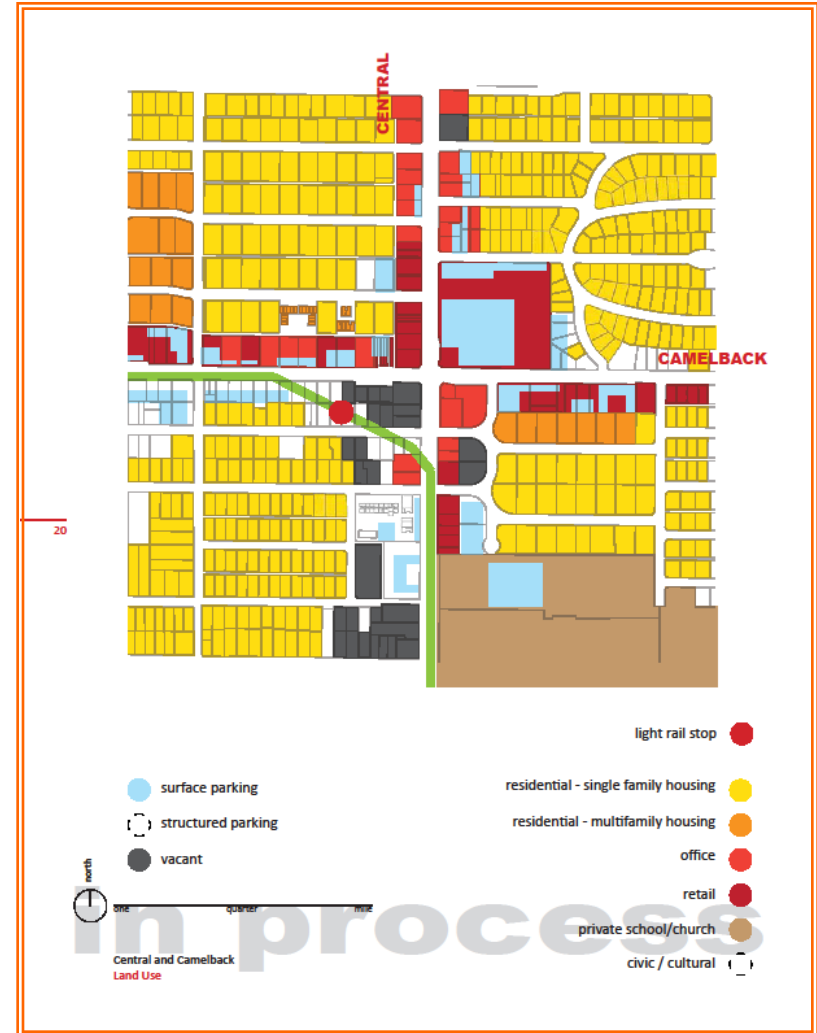 CENTRAL
CAMELBACK
20
light rail stop
surface parking
residential - single family housing
structured parking
residential - multifamily housing
vacant
office
retail
private school/church
civic / cultural
north
one quarter mile
in process
Central and Camelback
Land Use